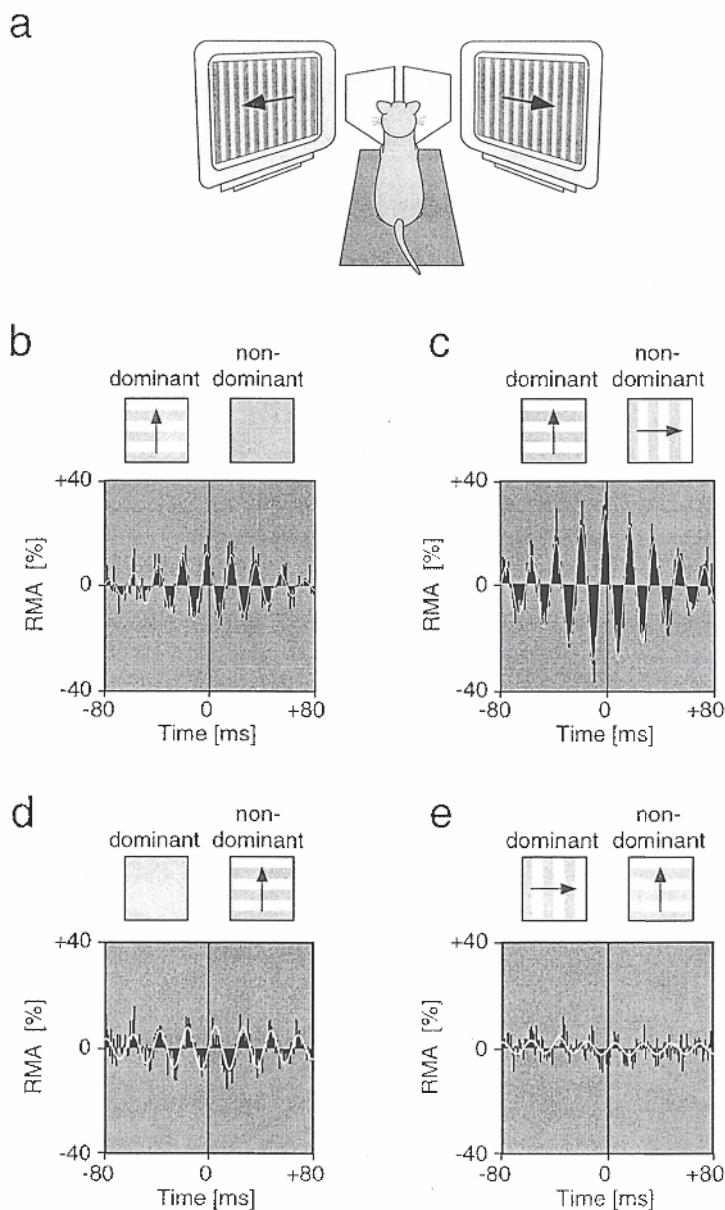 a
b
non-
dominant dominant
+40
RMA [%]
0
-40
-80 0 +80
Time [ms]
c
non-
dominant dominant
+40
RMA [%]
0
-40
-80 0 +80
Time [ms]
d
non-
dominant dominant
+40
RMA [%]
0
-40
-80 0 +80
Time [ms]
e
non-
dominant dominant
+40
RMA [%]
0
-40
-80 0 +80
Time [ms]